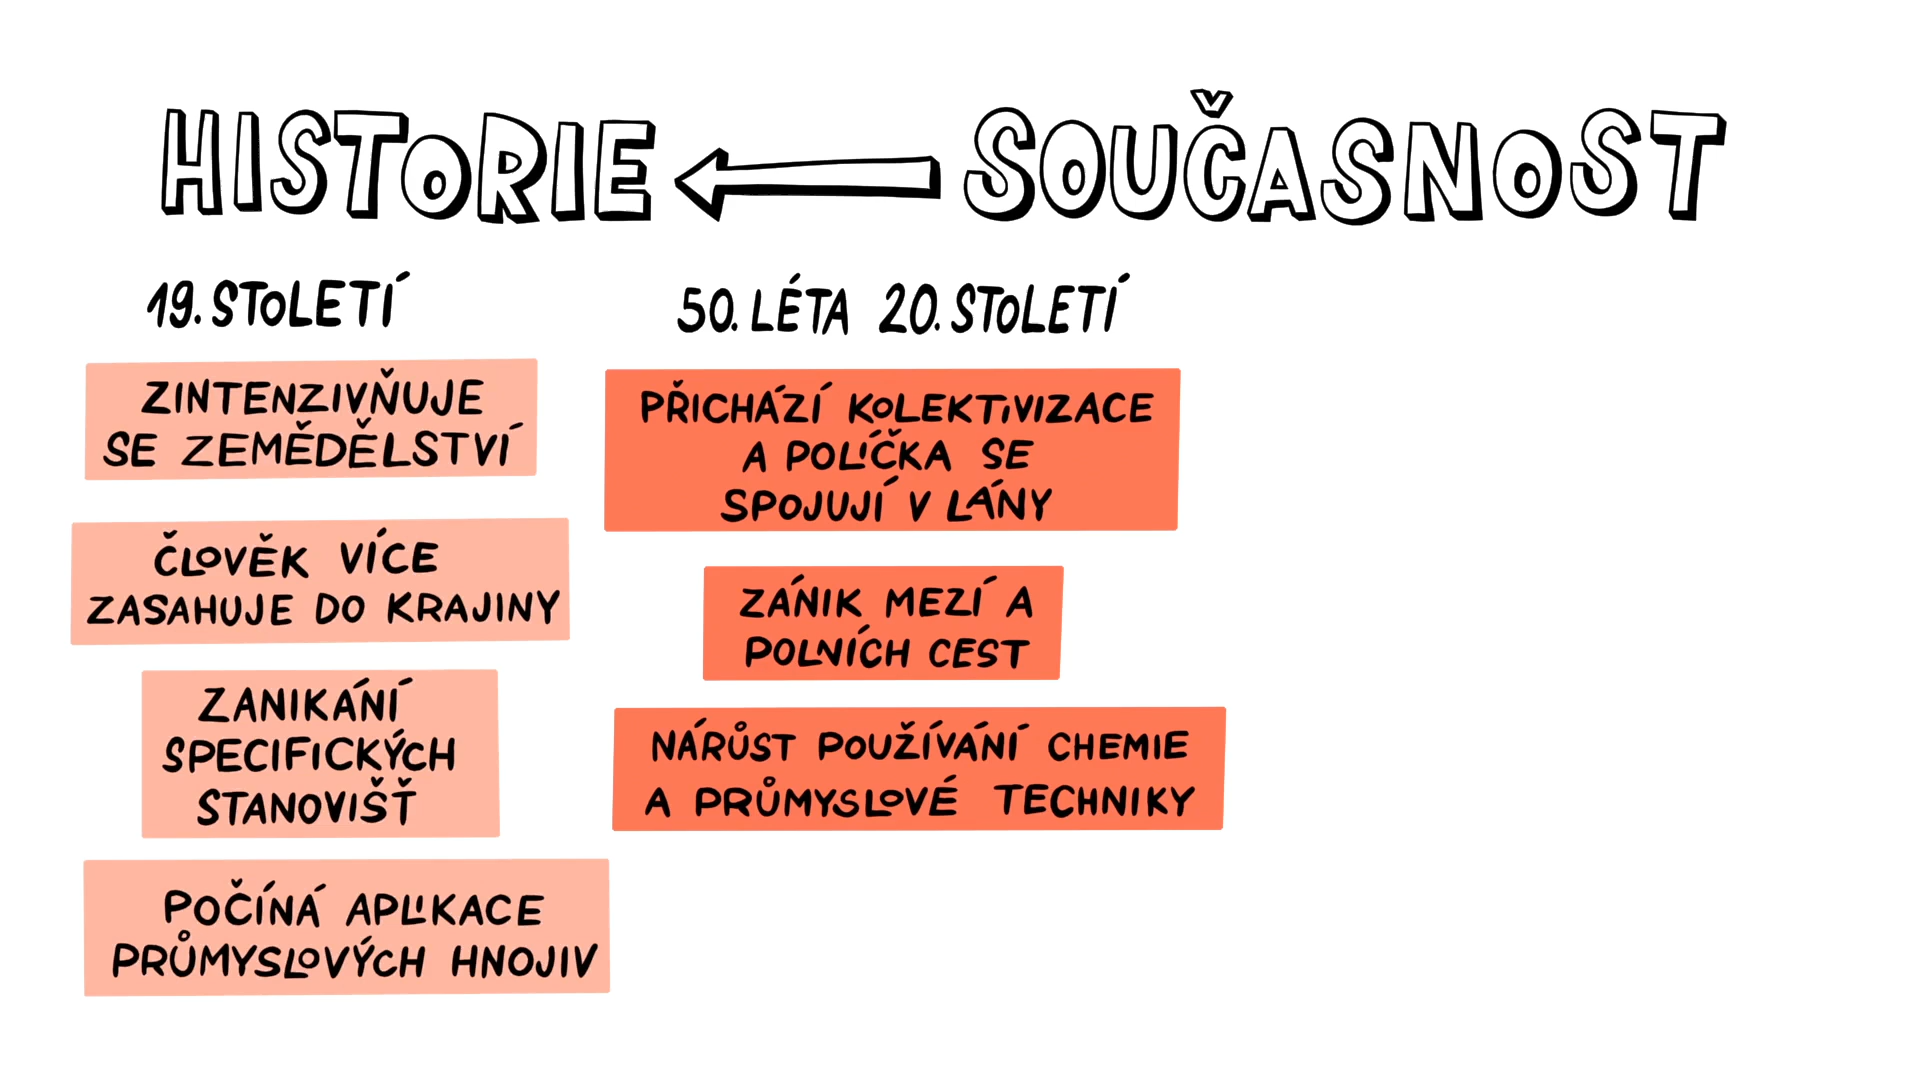 HISTORIE
SOUČASNOST
19. STOLETÍ
ZINTENZIVŇUJE
SE ZEMĚDĚLSTVÍ
ČLOVĚK VÍCE
ZASAHUJE DO KRAJINY
ZANIKÁNÍ
SPECIFICKÝCH
STANOVIŠŤ
POČÍNÁ APLIKACE
PRŮMYSLOVÝCH HNOJIV
50. LÉTA 20. STOLETÍ
PŘICHÁZÍ KOLEKTIVIZACE
A POLÍČKA SE
SPOJUJÍ V LÁNY
ZÁNIK MEZÍ A
POLNÍCH CEST
NÁRŮST POUŽÍVÁNÍ CHEMIE
A PRŮMYSLOVÉ TECHNIKY